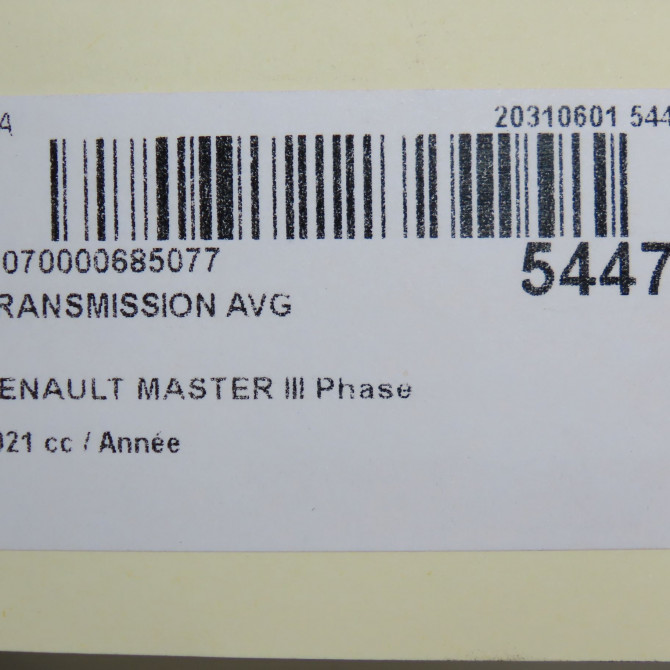 4
20310601 544
070000685077
5447
RANSMISSION AVG
ENAULT MASTER III Phase
021 cc / Année